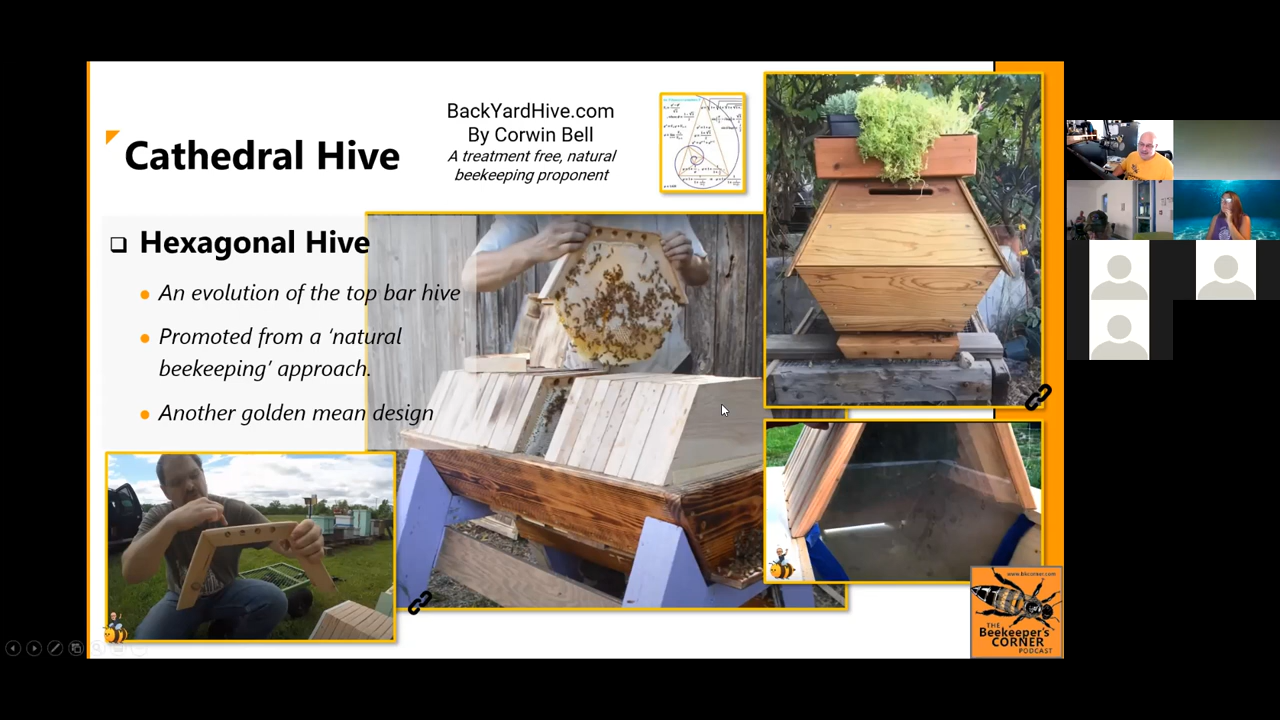 Cathedral Hive
BackYardHive.com
By Corwin Bell
A treatment free, natural
beekeeping proponent
❑ Hexagonal Hive
• An evolution of the top bar hive
• Promoted from a ‘natural
beekeeping’ approach.
• Another golden mean design
www.bkcorner.com
THE
Beekeeper's
CORNER
PODCAST